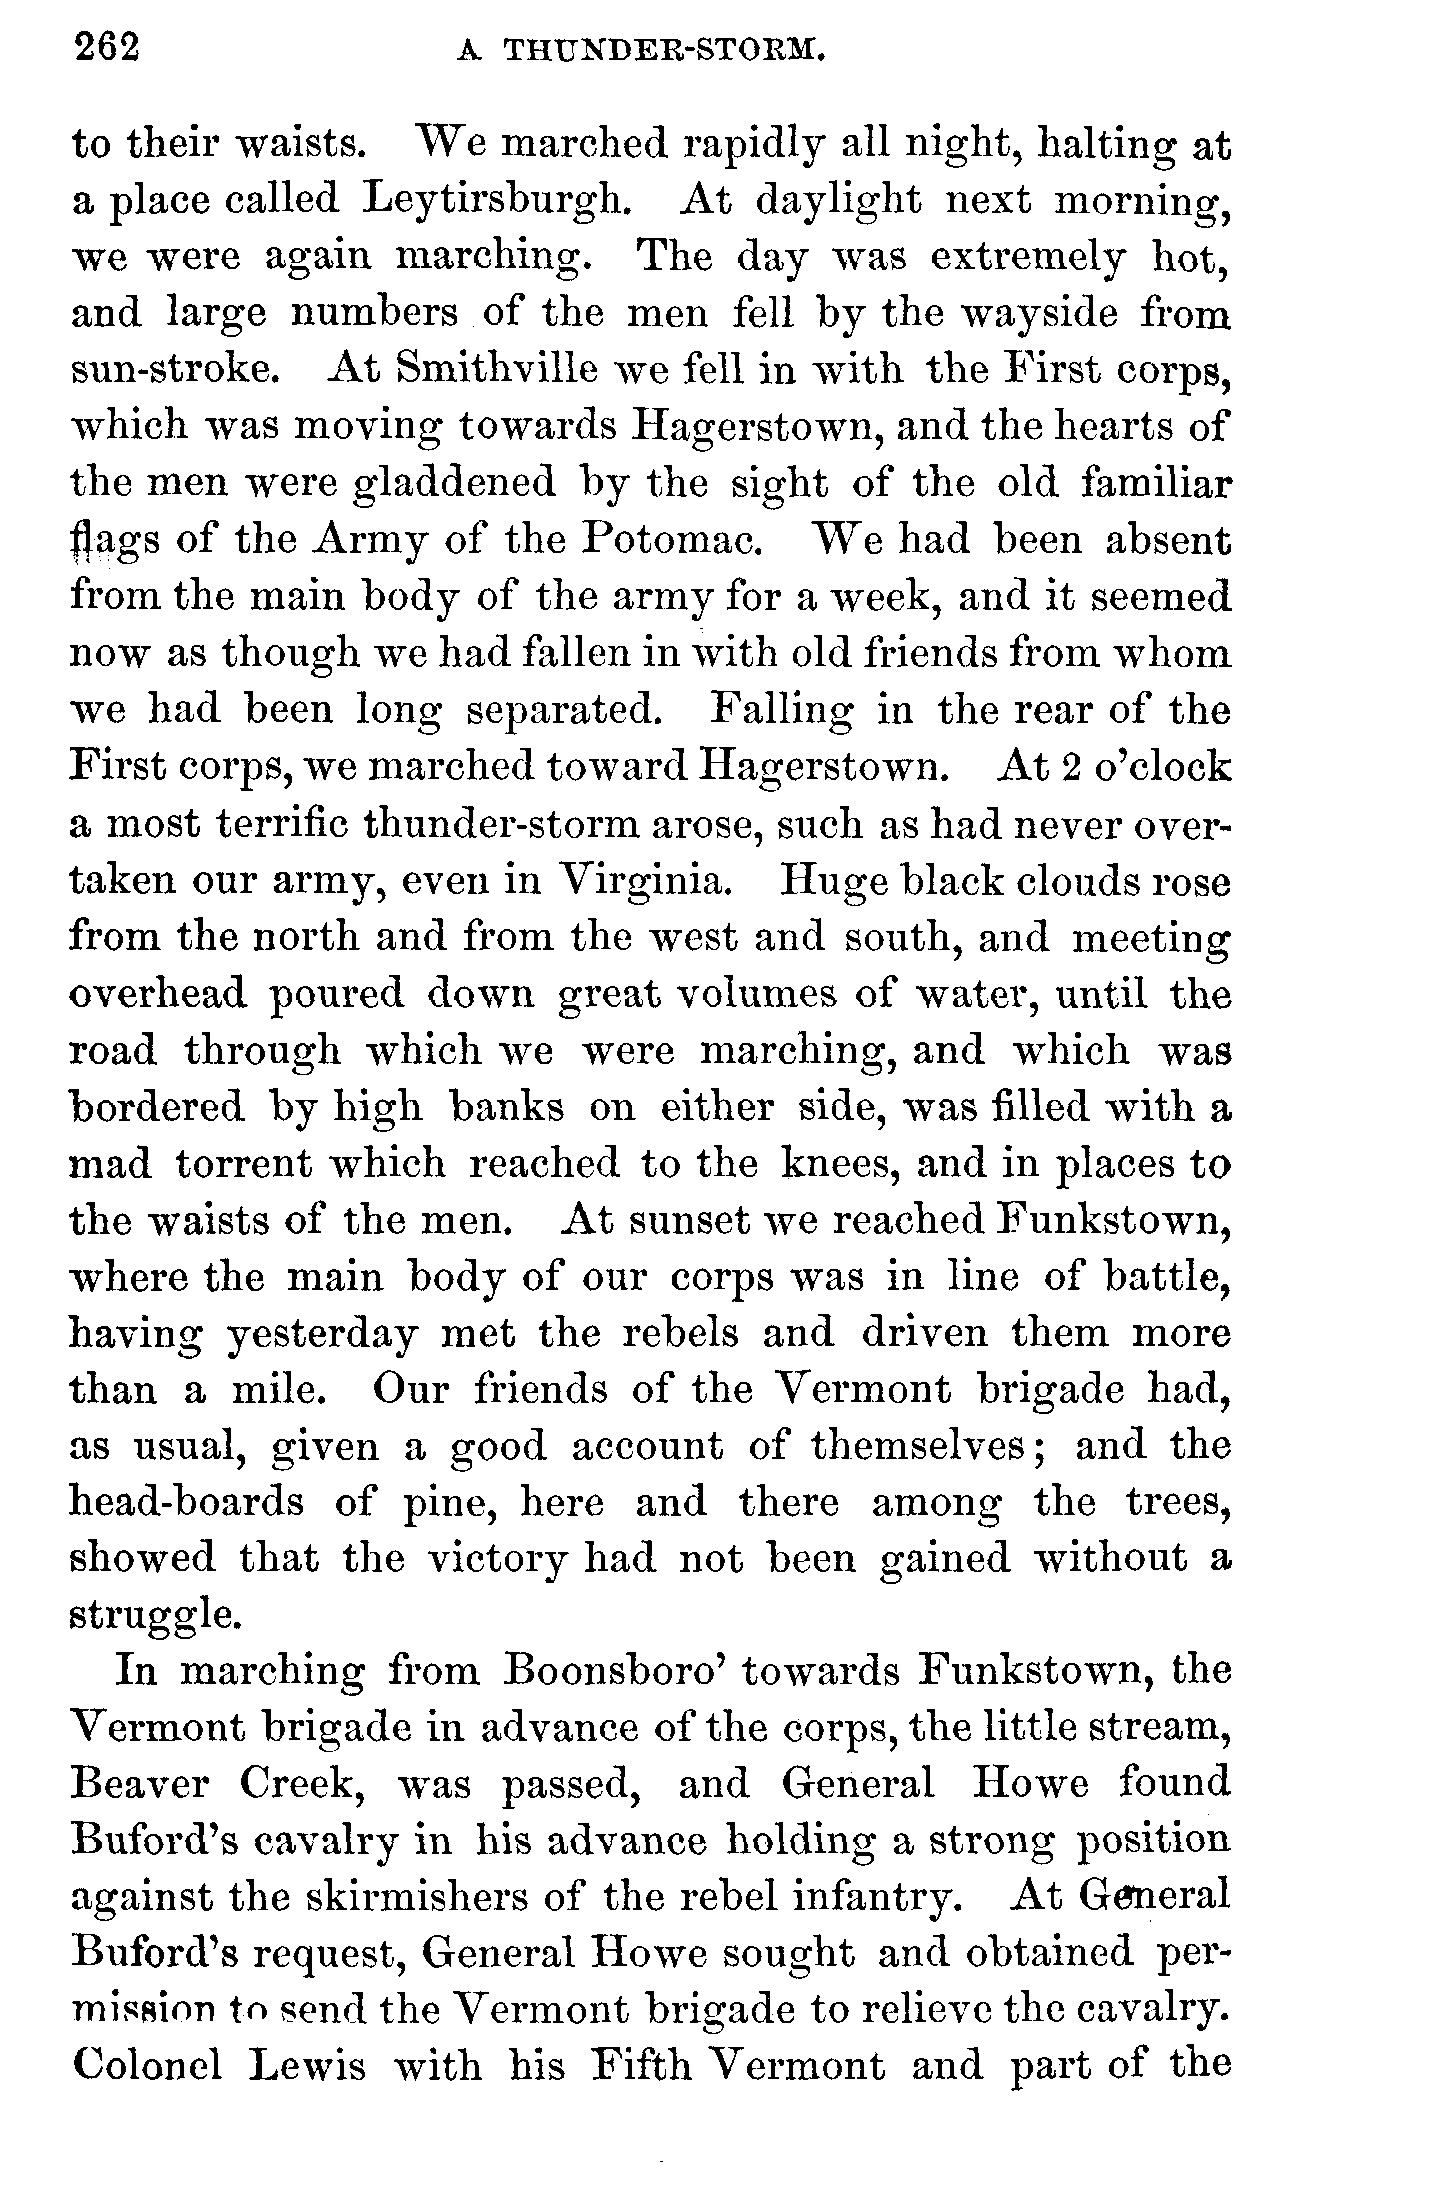 262 A THUNDER-STORM.
to their waists. We marched rapidly all night, halting at
a place called Leytirsburgh. At daylight next morning,
we were again marching. The day was extremely hot,
and large numbers of the men fell by the wayside from
sun-stroke. At Smithville we fell in with the First corps,
which was moving towards Hagerstown, and the hearts of
the men were gladdened by the sight of the old familiar
flags of the Army of the Potomac. We had been absent
from the main body of the army for a week, and it seemed
now as though we had fallen in with old friends from whom
we had been long separated. Falling in the rear of the
First corps, we marched toward Hagerstown. At 2 o'clock
a most terrific thunder-storm arose, such as had never over-
taken our army, even in Virginia. Huge black clouds rose
from the north and from the west and south, and meeting
overhead poured down great volumes of water, until the
road through which we were marching, and which was
bordered by high banks on either side, was filled with a
mad torrent which reached to the knees, and in places to
the waists of the men. At sunset we reached Funkstown,
where the main body of our corps was in line of battle,
having yesterday met the rebels and driven them more
than a mile. Our friends of the Vermont brigade had,
as usual, given a good account of themselves; and the
head-boards of pine, here and there among the trees,
showed that the victory had not been gained without a
struggle.
In marching from Boonsboro' towards Funkstown, the
Vermont brigade in advance of the corps, the little stream,
Beaver Creek, was passed, and General Howe found
Buford's cavalry in his advance holding a strong position
against the skirmishers of the rebel infantry. At General
Buford's request, General Howe sought and obtained per-
mission to send the Vermont brigade to relieve the cavalry.
Colonel Lewis with his Fifth Vermont and part of the